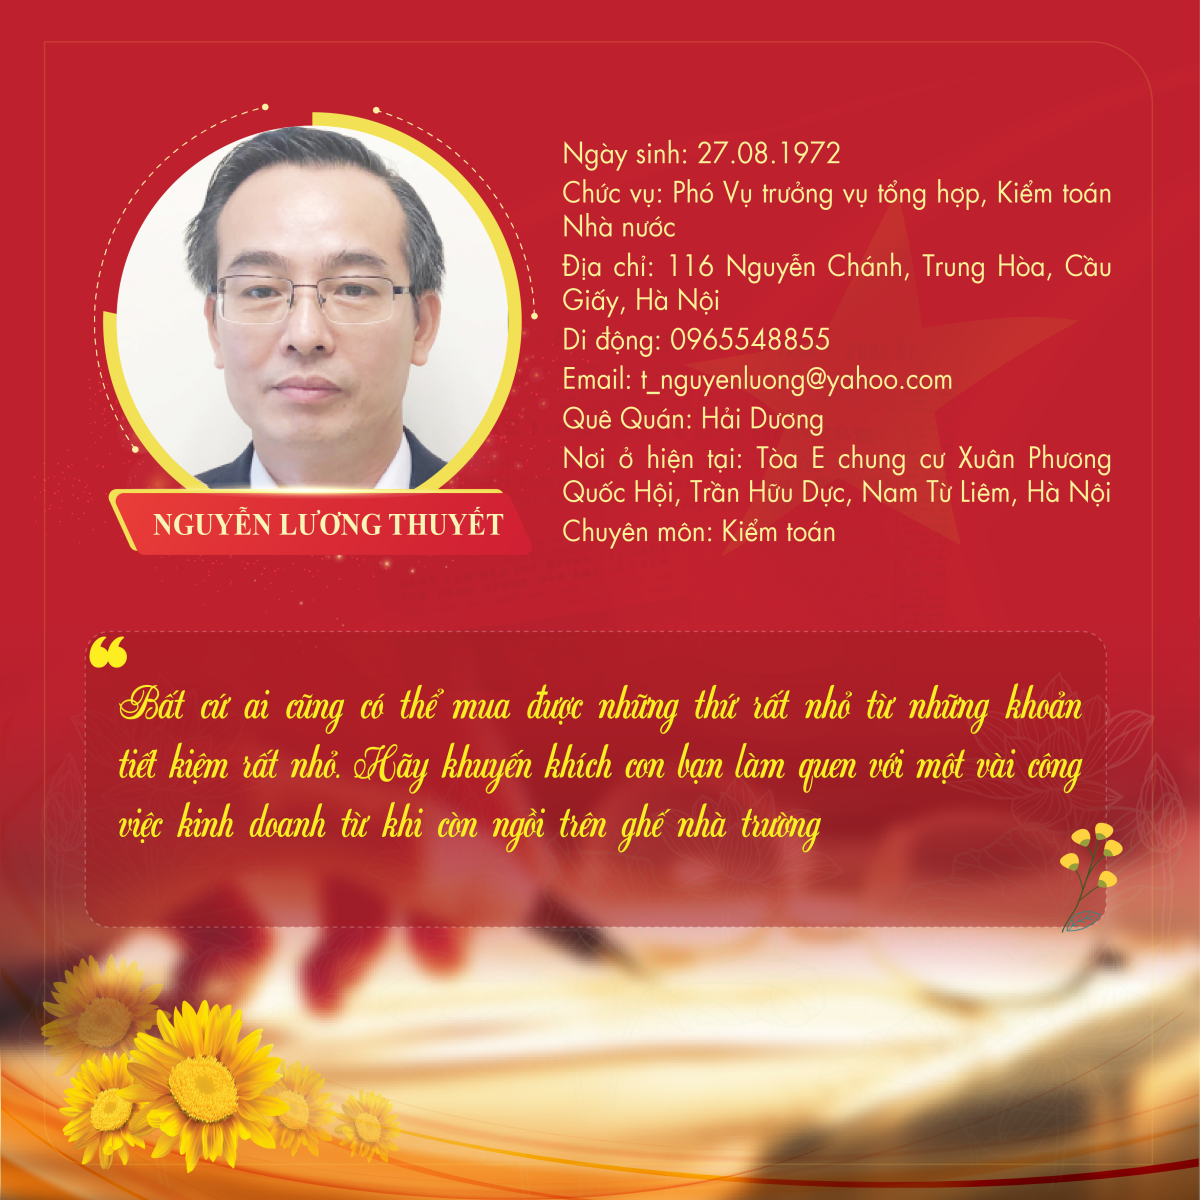 Ngày sinh: 27.08.1972
Chức vụ: Phó Vụ trưởng vụ tổng hợp, Kiểm toán
Nhà nước
Địa chỉ: 116 Nguyễn Chánh, Trung Hòa, Cầu
Giấy, Hà Nội
Di động: 0965548855
Email: t_nguyenluong@yahoo.com
Quê Quán: Hải Dương
Nơi ở hiện tại: Tòa E chung cư Xuân Phương
Quốc Hội, Trần Hữu Dực, Nam Từ Liêm, Hà Nội
Chuyên môn: Kiểm toán
NGUYỄN LƯƠNG THUYẾT
“
Bất cứ ai cũng có thể mua được những thứ rất nhỏ từ những khoản
tiết kiệm rất nhỏ. Hãy khuyến khích con bạn làm quen với một vài công
việc kinh doanh từ khi còn ngồi trên ghế nhà trường